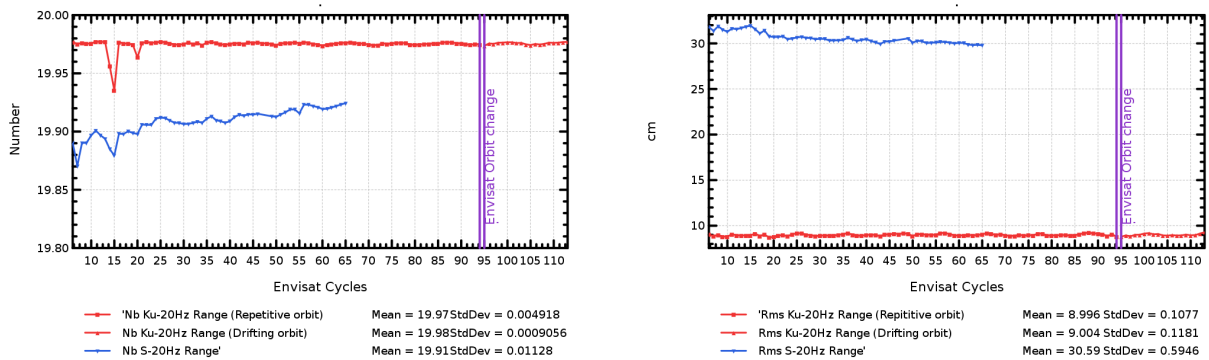 20.00
19.95
19.90
19.85
19.80
Number
10 15 20 25 30 35 40 45 50 55 60 65 70 75 80 85 90 95 100 105 110
Envisat Cycles
Envisat Orbit change
'Nb Ku-20Hz Range (Repetitive orbit) Mean = 19.97StdDev = 0.004918
Nb Ku-20Hz Range (Drifting orbit) Mean = 19.98StdDev = 0.0009056
Nb S-20Hz Range' Mean = 19.91StdDev = 0.01128
30
25
20
15
10
cm
10 15 20 25 30 35 40 45 50 55 60 65 70 75 80 85 90 95 100 105 110
Envisat Cycles
Envisat Orbit change
'Rms Ku-20Hz Range (Repititive orbit) Mean = 8.996 StdDev = 0.1077
Rms Ku-20Hz Range (Drifting orbit) Mean = 9.004 StdDev = 0.1181
Rms S-20Hz Range' Mean = 30.59 StdDev = 0.5946